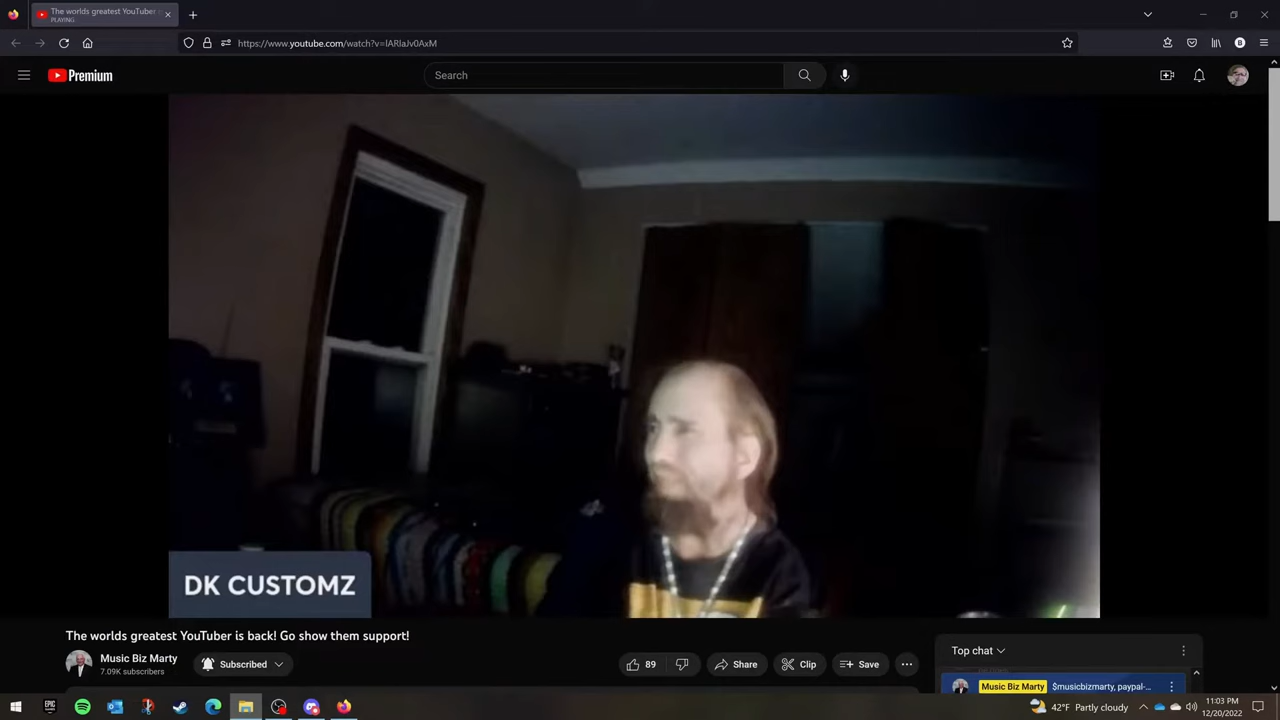 The worlds greatest YouTuber
PLAYING
https://www.youtube.com/watch?v=lARlaJv0AxM
B
Premium
Search
DK CUSTOMZ
The worlds greatest YouTuber is back! Go show them support!
Music Biz Marty
7.09K subscribers
Subscribed
89
Share
Clip
Save
Top chat
Music Biz Marty $musicbizmarty, paypal-...
EPIC
GAMES
42°F Partly cloudy
11:03 PM
12/20/2022